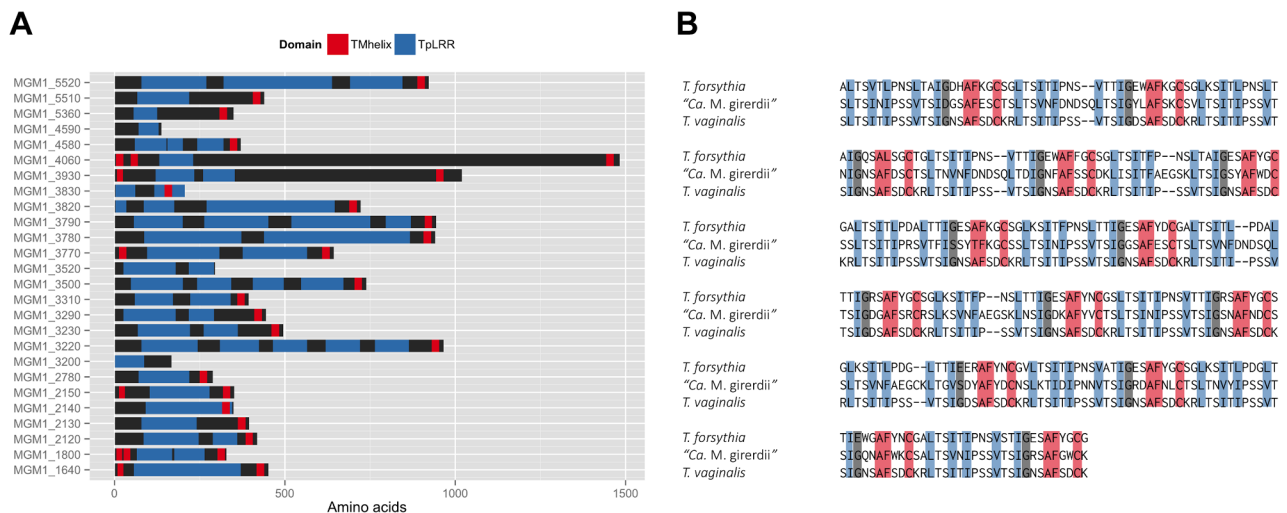 A
Domain TMhelix TpLRR
MGM1_5520
MGM1_5510
MGM1_5360
MGM1_4590
MGM1_4580
MGM1_4060
MGM1_3930
MGM1_3830
MGM1_3820
MGM1_3790
MGM1_3780
MGM1_3770
MGM1_3520
MGM1_3500
MGM1_3310
MGM1_3290
MGM1_3230
MGM1_3220
MGM1_3200
MGM1_2780
MGM1_2150
MGM1_2140
MGM1_2130
MGM1_2120
MGM1_1800
MGM1_1640
0 500 1000 1500
Amino acids
B
T. forsythia ALTSVTLPNSLTAIGDHAFKGCSGLTSITIPNS--VTTIGEWAFKGCSGLKSITLPNSLT
"Ca. M. girerdii" SLTSINIPSSVTSIDGSAFESCTSLTSVNFDNDSQLTSIGYLAFSKCSVLTSITIPSSVT
T. vaginalis SLTSITIPSSVTSIGNSAFSDCKRLTSITIPSS--VTSIGDSAFSDCKRLTSITIPSSVT
T. forsythia AIGQSALSGCTGLTSITIPNS--VTTIGEWAFFGCSGLTSITFP--NSLTAIGESAFYGC
"Ca. M. girerdii" NIGNSAFDSCTSLTNVNFDNDSQLTDIGNFAFSSCDKLISITFAEGSKLTSIGSYAFWDC
T. vaginalis SIGNSAFSDCKRLTSITIPSS--VTSIGNSAFSDCKRLTSITIP--SSVTSIGNSAFSDC
T. forsythia GALTSITLPDALTTIGESAFKGCSGLKSITFPNSLTTIGESAFYDCGALTSITL--PDAL
"Ca. M. girerdii" SSLTSITIPRSVTFISSYTFKGCSSLTSINIPSSVTSIGGSAFESCTSLTSVNFDNDSQL
T. vaginalis KRLTSITIPSSVTSIGNSAFSDCKRLTSITIPSSVTSIGNSAFSDCKRLTSITI--PSSV
T. forsythia TTIGRSAFYGCSGLKSITFP--NSLTTIGESAFYNCGSLTSITIPNSVTTIGRSAFYGCS
"Ca. M. girerdii" TSIGDGAFSRCRSLKSVNFAEGSKLNSIGDKAFYVCTSLTSINIPSSVTSIGSNAFNDCS
T. vaginalis TSIGDSAFSDCKRLTSITIP--SSVTSIGNSAFSDCKRLTSITIPSSVTSIGDSAFSDCK
T. forsythia GLKSITLPDG--LTTIEERAFYNCGVLTSITIPNSVATIGESAFYGCSGLKSITLPDGLT
"Ca. M. girerdii" SLTSVNFAEGCKLTGVSDYAFYDCNSLKTIDIPNNVATIGRDAFNLCTSLTNVYIPSSVT
T. vaginalis RLTSITIPSS--VTSIGDSAFSDCKRLTSITIPSSVTSIGNSAFSDCKRLTSITIPSSVT
T. forsythia TIEWGAFYNCGALTSITIPNSVSTIGESAFYGCG
"Ca. M. girerdii" SIGQNAFWKCSALTSVNIPSSVTSIGRSAFGWCK
T. vaginalis SIGNSAFSDCKRLTSITIPSSVTSIGNSAFSDCK